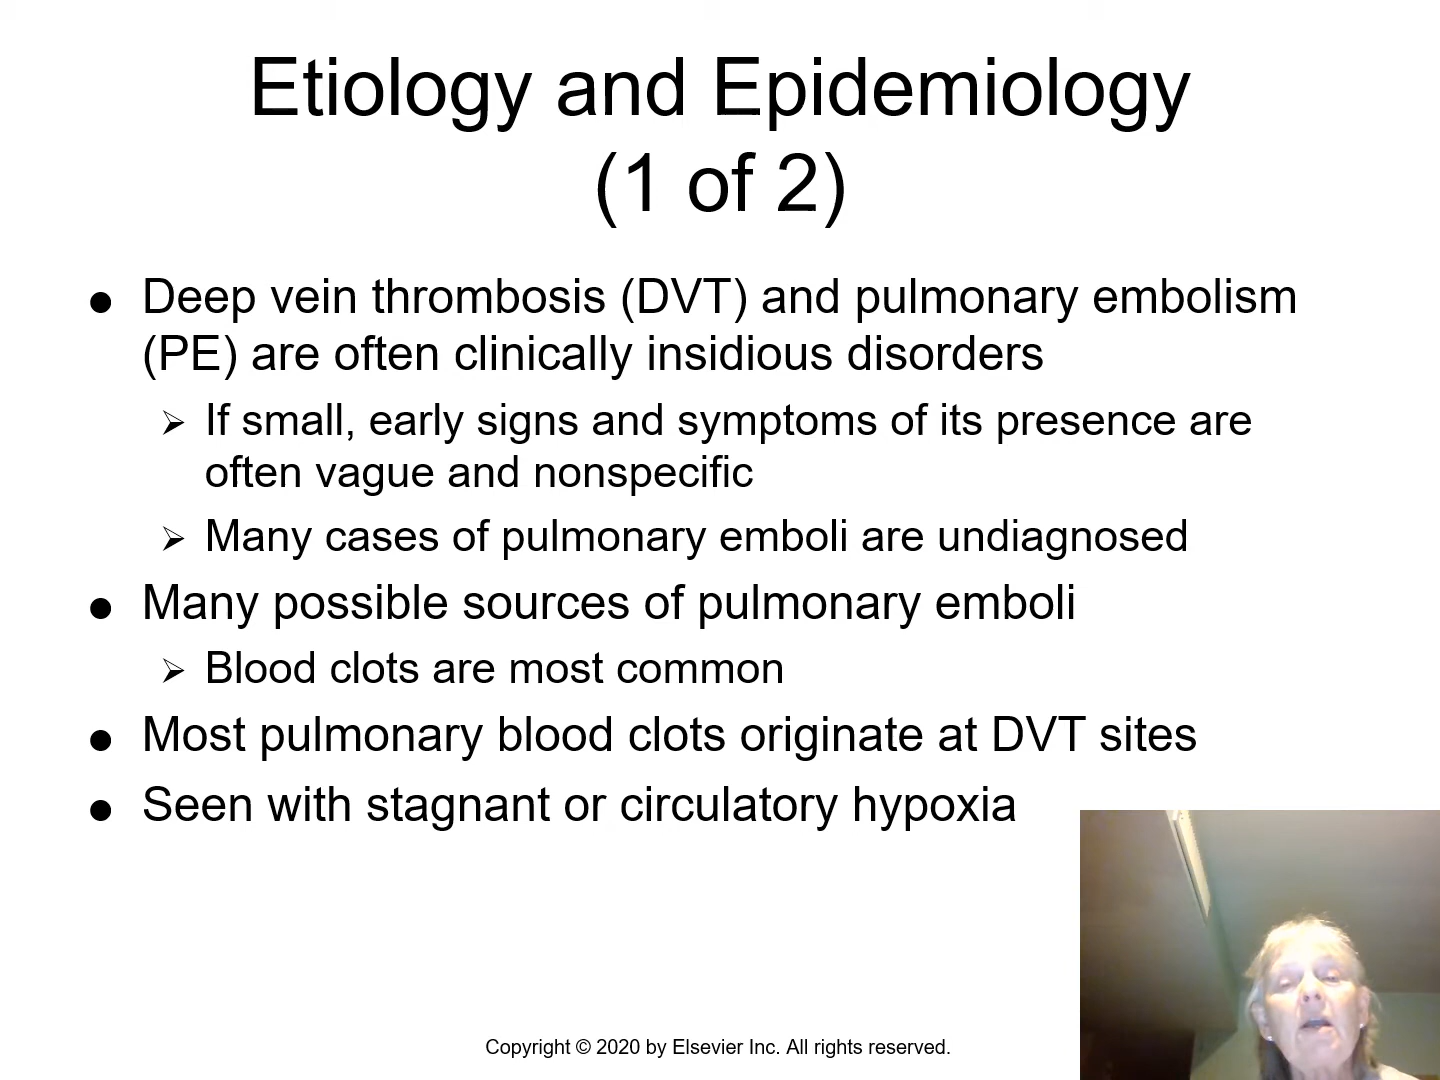 Etiology and Epidemiology
(1 of 2)
● Deep vein thrombosis (DVT) and pulmonary embolism
(PE) are often clinically insidious disorders
➢ If small, early signs and symptoms of its presence are
often vague and nonspecific
➢ Many cases of pulmonary emboli are undiagnosed
● Many possible sources of pulmonary emboli
➢ Blood clots are most common
● Most pulmonary blood clots originate at DVT sites
● Seen with stagnant or circulatory hypoxia
Copyright © 2020 by Elsevier Inc. All rights reserved.